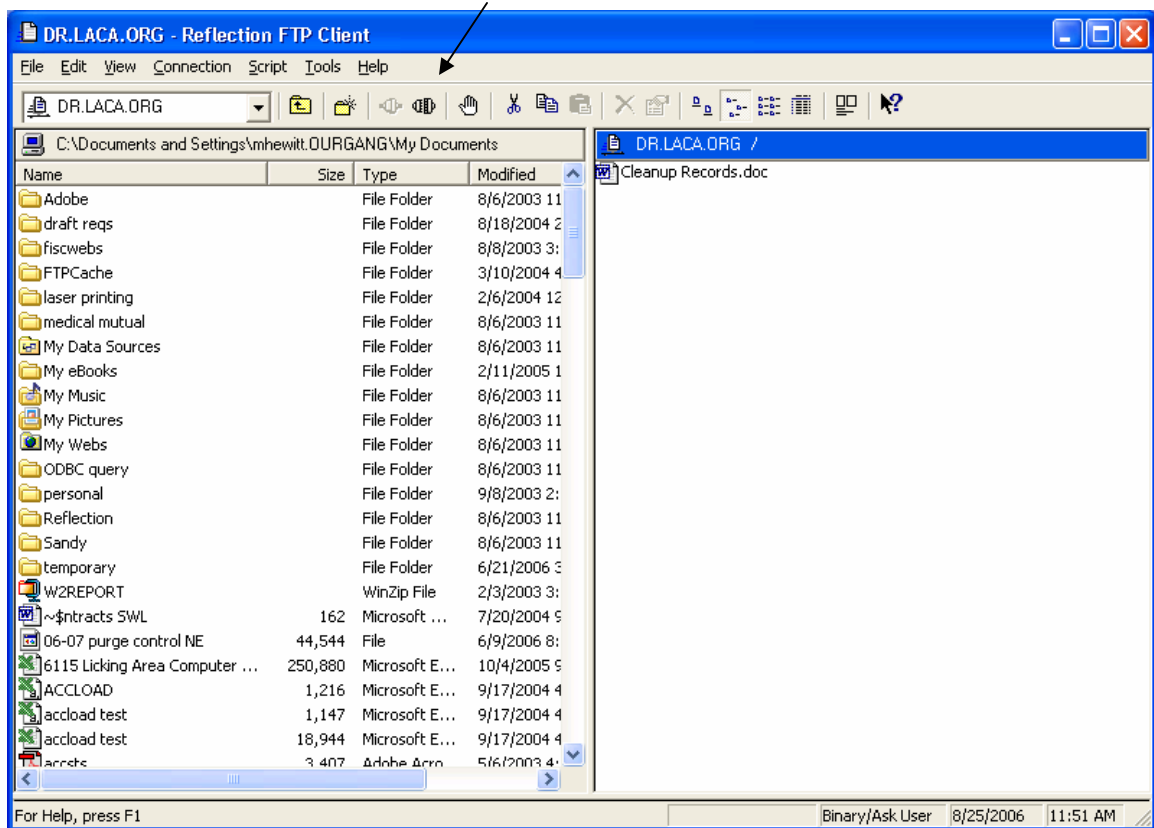 DR.LACA.ORG - Reflection FTP Client
File Edit View Connection Script Tools Help
DR.LACA.ORG
C:\Documents and Settings\mhewitt.OURGANG\My Documents
DR.LACA.ORG /
Name Size Type Modified
Cleanup Records.doc
Adobe File Folder 8/6/2003 11
draft reqs File Folder 8/18/2004 2
fiscwebs File Folder 8/8/2003 3:
FTPCache File Folder 3/10/2004 4
laser printing File Folder 2/6/2004 12
medical mutual File Folder 8/6/2003 11
My Data Sources File Folder 8/6/2003 11
My eBooks File Folder 2/11/2005 1
My Music File Folder 8/6/2003 11
My Pictures File Folder 8/6/2003 11
My Webs File Folder 8/6/2003 11
ODBC query File Folder 8/6/2003 11
personal File Folder 9/8/2003 2:
Reflection File Folder 8/6/2003 11
Sandy File Folder 8/6/2003 11
temporary File Folder 6/21/2006 3
W2REPORT WinZip File 2/3/2003 3:
~$ntracts SWL 162 Microsoft ... 7/20/2004 9
06-07 purge control NE 44,544 File 6/9/2006 8:
6115 Licking Area Computer ... 250,880 Microsoft E... 10/4/2005 9
ACCLOAD 1,216 Microsoft E... 9/17/2004 4
accload test 1,147 Microsoft E... 9/17/2004 4
accload test 18,944 Microsoft E... 9/17/2004 4
accsts 3,407 Adobe Acro 5/6/2003 4:
For Help, press F1
Binary/Ask User 8/25/2006 11:51 AM